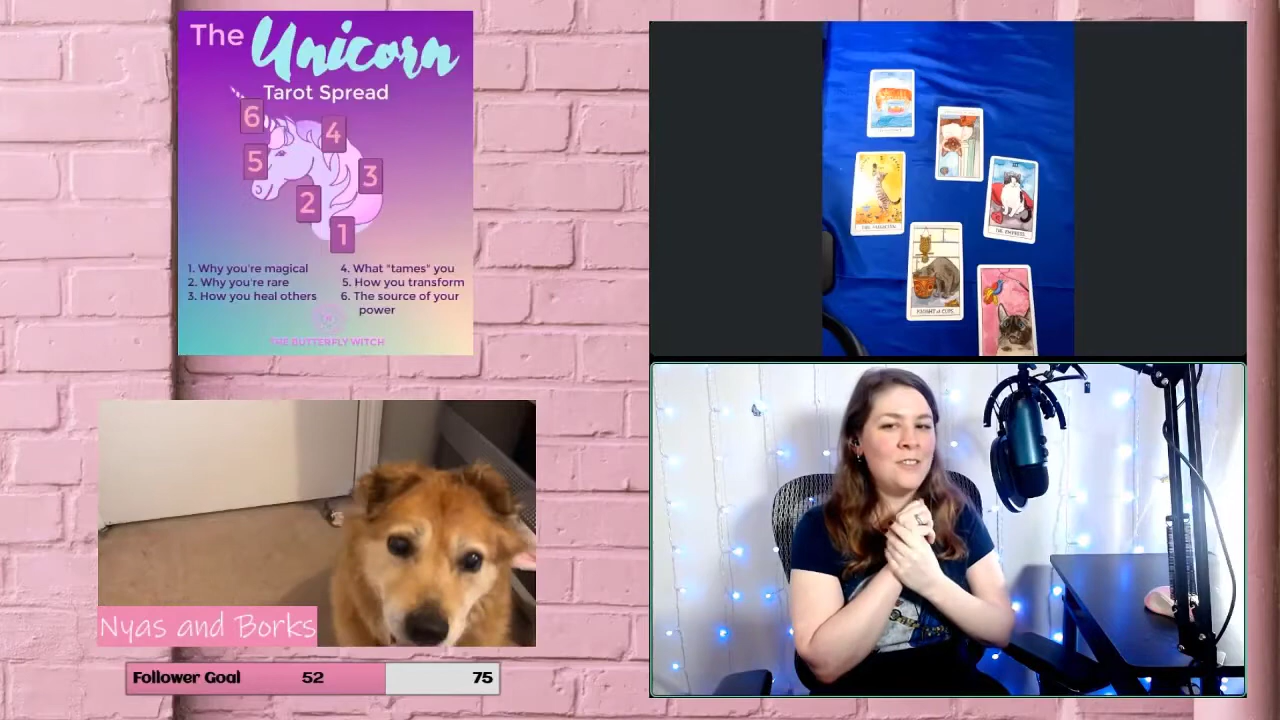 The Unicorn
Tarot Spread
6
4
5
3
2
1
1. Why you're magical
2. Why you're rare
3. How you heal others
4. What "tames" you
5. How you transform
6. The source of your
power
THE BUTTERFLY WITCH
THE EMPRESS.
KNIGHT of CUPS.
Nyas and Borks
Follower Goal 52 75